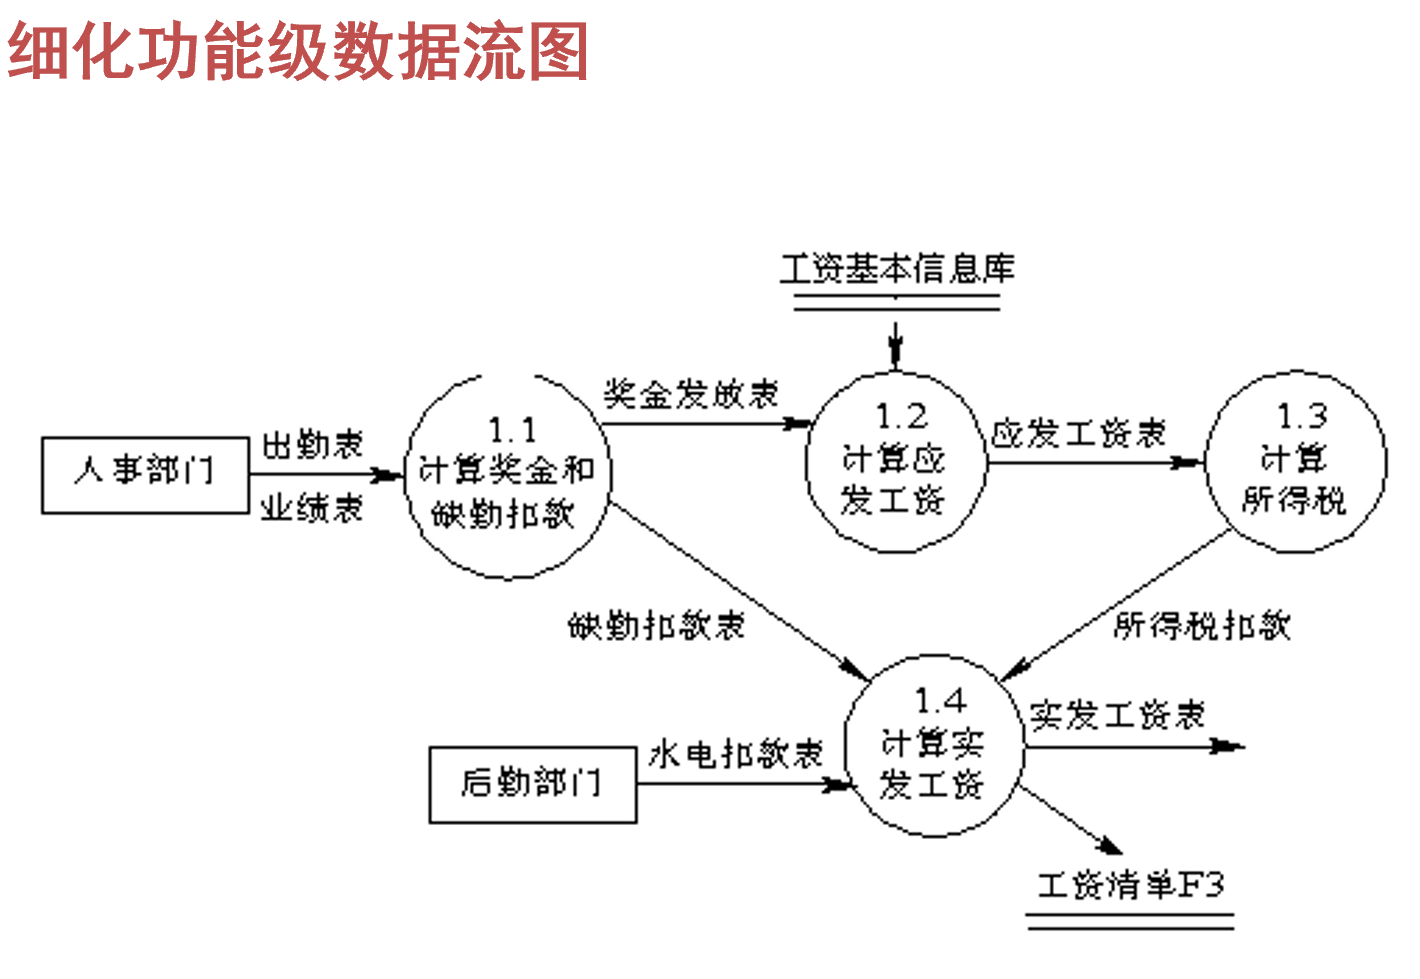 细化功能级数据流图
工资基本信息库
人事部门
出勤表
业绩表
1.1
计算奖金和
缺勤扣款
奖金发放表
1.2
计算应
发工资
应发工资表
1.3
计算
所得税
缺勤扣款表
所得税扣款
后勤部门
水电扣款表
1.4
计算实
发工资
实发工资表
工资清单F3